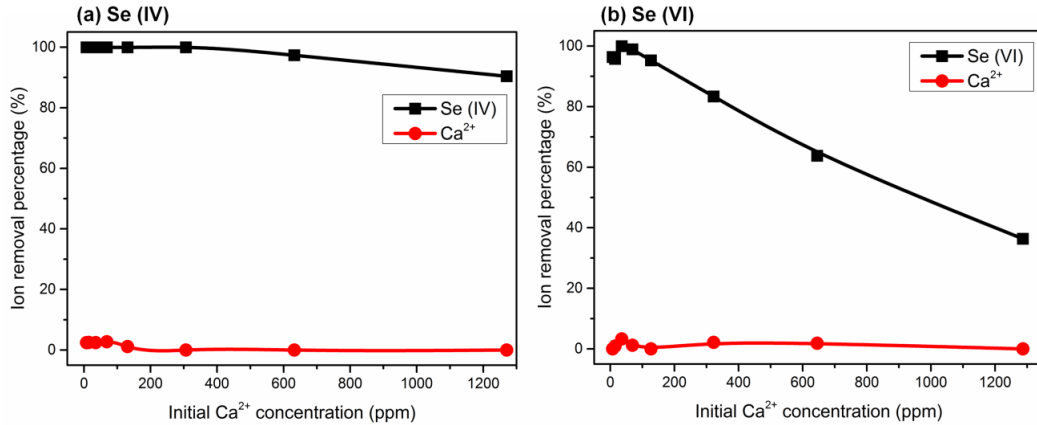 (a) Se (IV)
Ion removal percentage (%)
100
80
60
40
20
0
Se (IV)
Ca²⁺
0 200 400 600 800 1000 1200
Initial Ca²⁺ concentration (ppm)
(b) Se (VI)
Ion removal percentage (%)
100
80
60
40
20
0
Se (VI)
Ca²⁺
0 200 400 600 800 1000 1200
Initial Ca²⁺ concentration (ppm)